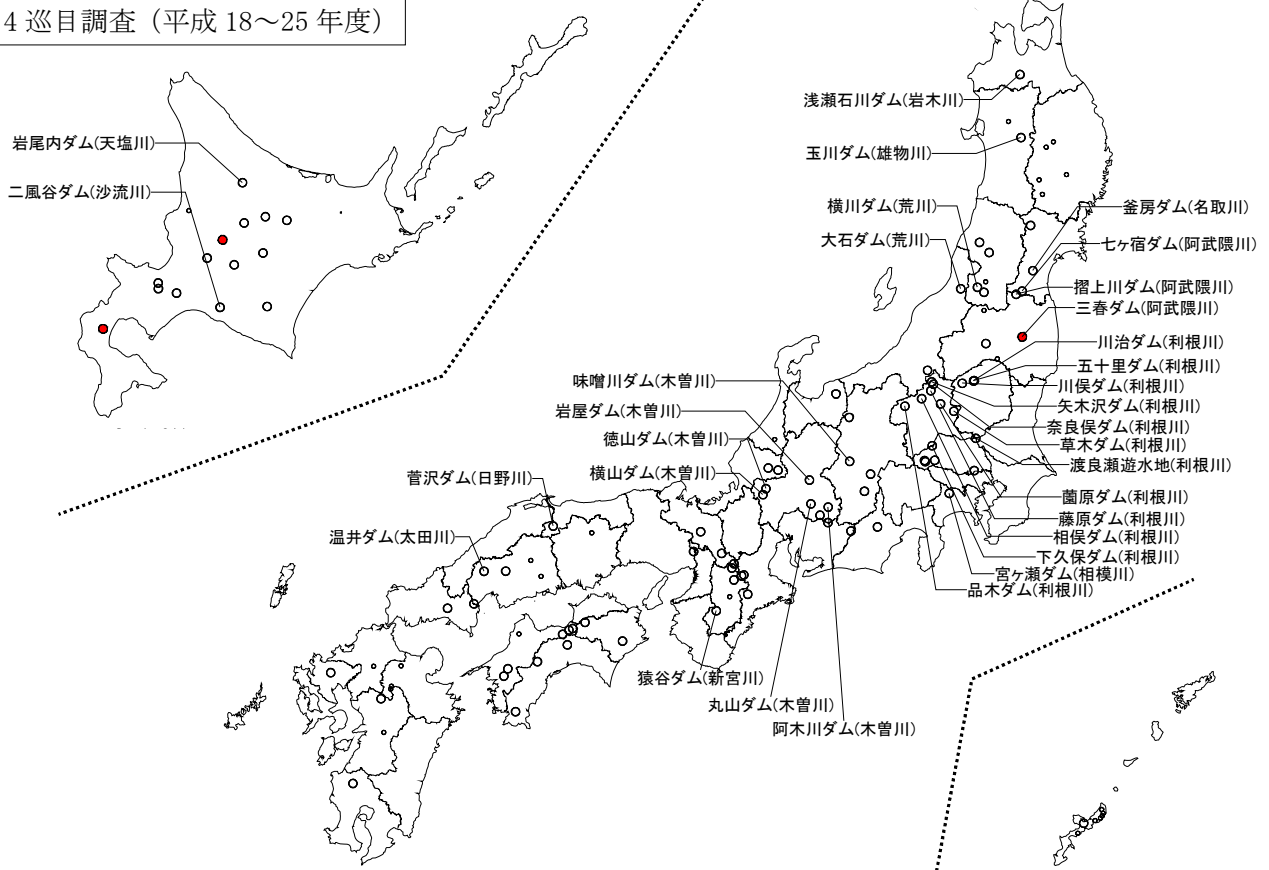 4 巡目調査（平成 18～25 年度）
岩尾内ダム(天塩川)
二風谷ダム(沙流川)
浅瀬石川ダム(岩木川)
玉川ダム(雄物川)
横川ダム(荒川)
大石ダム(荒川)
釜房ダム(名取川)
七ヶ宿ダム(阿武隈川)
摺上川ダム(阿武隈川)
三春ダム(阿武隈川)
川治ダム(利根川)
五十里ダム(利根川)
川俣ダム(利根川)
矢木沢ダム(利根川)
奈良俣ダム(利根川)
草木ダム(利根川)
渡良瀬遊水地(利根川)
薗原ダム(利根川)
藤原ダム(利根川)
相俣ダム(利根川)
下久保ダム(利根川)
宮ヶ瀬ダム(相模川)
品木ダム(利根川)
味噌川ダム(木曽川)
岩屋ダム(木曽川)
徳山ダム(木曽川)
横山ダム(木曽川)
菅沢ダム(日野川)
温井ダム(太田川)
猿谷ダム(新宮川)
丸山ダム(木曽川)
阿木川ダム(木曽川)